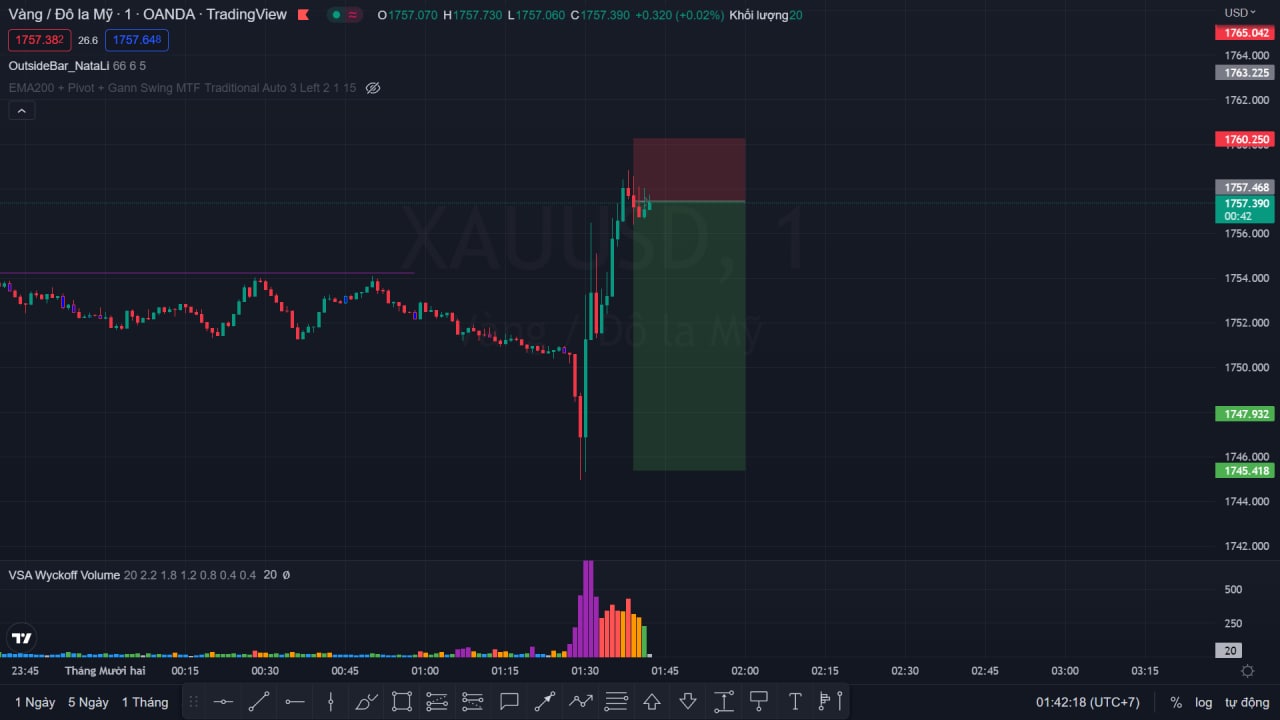 Vàng / Đô la Mỹ · 1 · OANDA · TradingView O1757.070 H1757.730 L1757.060 C1757.390 +0.320 (+0.02%) Khối lượng20
1757.382 26.6 1757.648
OutsideBar_NataLi 66 6 5
EMA200 + Pivot + Gann Swing MTF Traditional Auto 3 Left 2 1 15
USD
1765.042
1764.000
1763.225
1762.000
1760.250
1757.468
1757.390
00:42
1756.000
1754.000
1752.000
1750.000
1747.932
1746.000
1745.418
1744.000
1742.000
XAUUSD, 1
Vàng / Đô la Mỹ
VSA Wyckoff Volume 20 2.2 1.8 1.2 0.8 0.4 0.4 20 ø
500
250
20
23:45 Tháng Mười hai 00:15 00:30 00:45 01:00 01:15 01:30 01:45 02:00 02:15 02:30 02:45 03:00 03:15
1 Ngày 5 Ngày 1 Tháng 01:42:18 (UTC+7) % log tự động